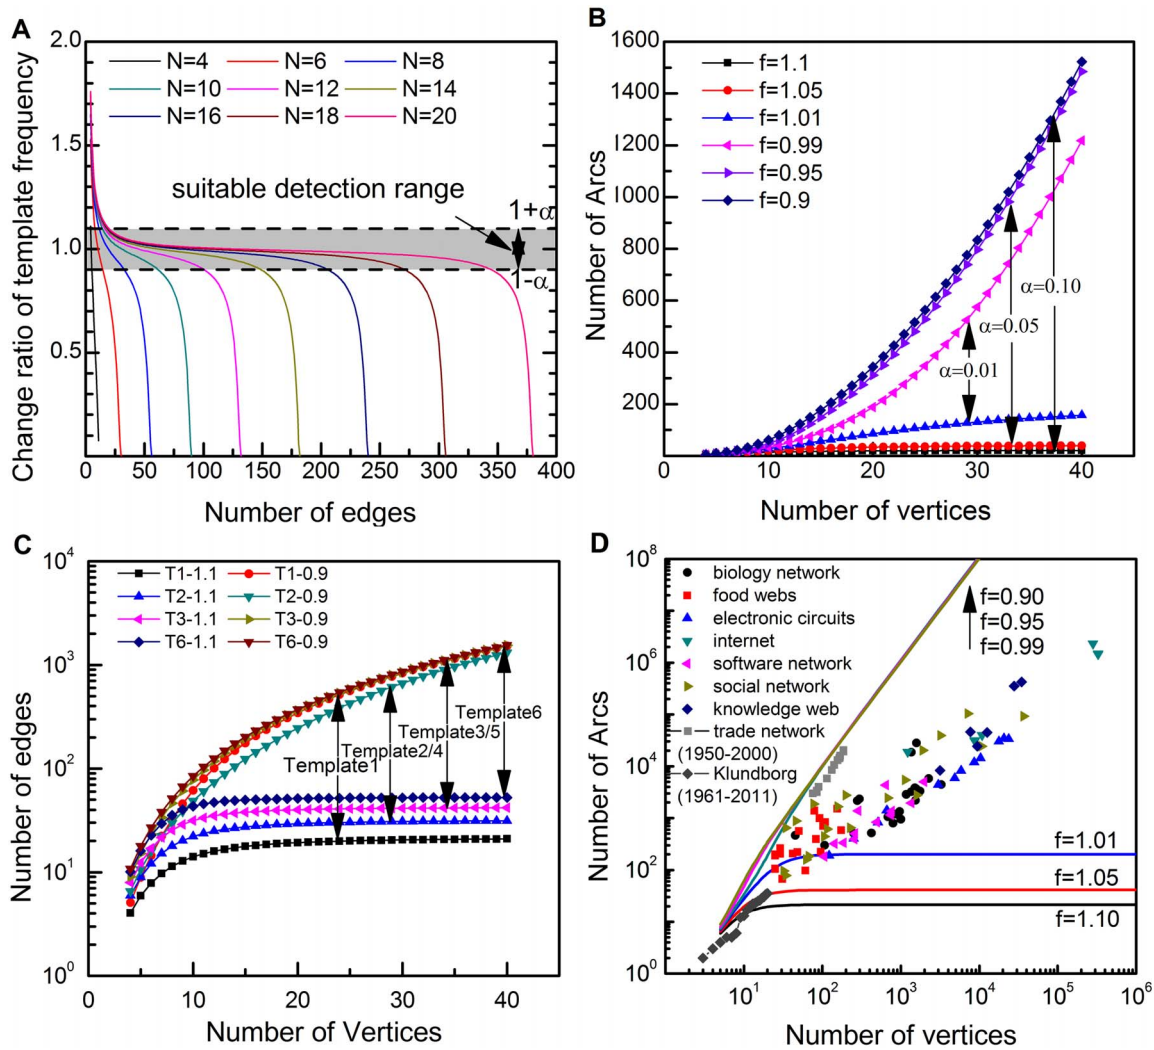 A
2.0
1.5
1.0
0.5
0 50 100 150 200 250 300 350 400
Change ratio of template frequency
Number of edges
N=4 N=6 N=8
N=10 N=12 N=14
N=16 N=18 N=20
suitable detection range
1+α
1-α
B
1600
1400
1200
1000
800
600
400
200
0 10 20 30 40
Number of Arcs
Number of vertices
f=1.1
f=1.05
f=1.01
f=0.99
f=0.95
f=0.9
α=0.10
α=0.05
α=0.01
C
10^4
10^3
10^2
10^1
10^0
0 10 20 30 40
Number of edges
Number of Vertices
T1-1.1 T1-0.9
T2-1.1 T2-0.9
T3-1.1 T3-0.9
T6-1.1 T6-0.9
Template6
Template3/5
Template2/4
Template1
D
10^8
10^6
10^4
10^2
10^0
10^1 10^2 10^3 10^4 10^5 10^6
Number of Arcs
Number of vertices
biology network
food webs
electronic circuits
internet
software network
social network
knowledge web
trade network
(1950-2000)
Klundborg
(1961-2011)
f=0.90
f=0.95
f=0.99
f=1.01
f=1.05
f=1.10